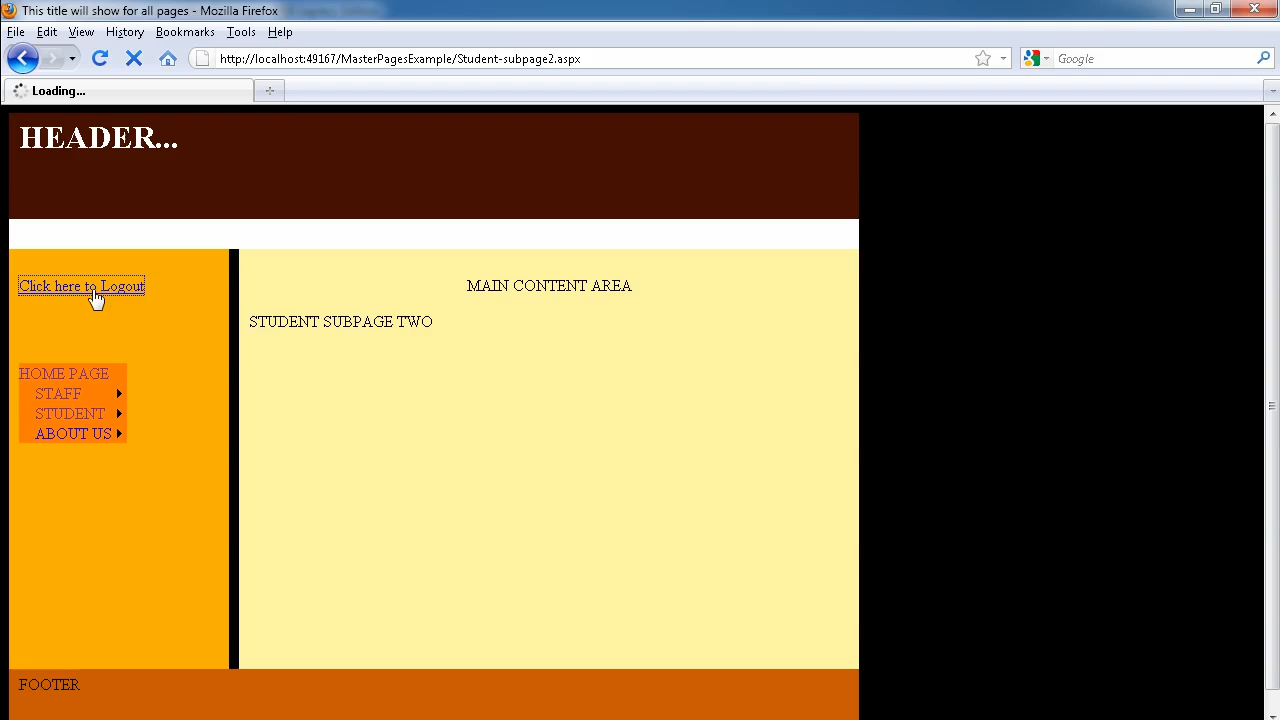 This title will show for all pages - Mozilla Firefox
File Edit View History Bookmarks Tools Help
http://localhost:49167/MasterPagesExample/Student-subpage2.aspx
Google
Loading...
HEADER...
Click here to Logout
MAIN CONTENT AREA
STUDENT SUBPAGE TWO
HOME PAGE
STAFF
STUDENT
ABOUT US
FOOTER